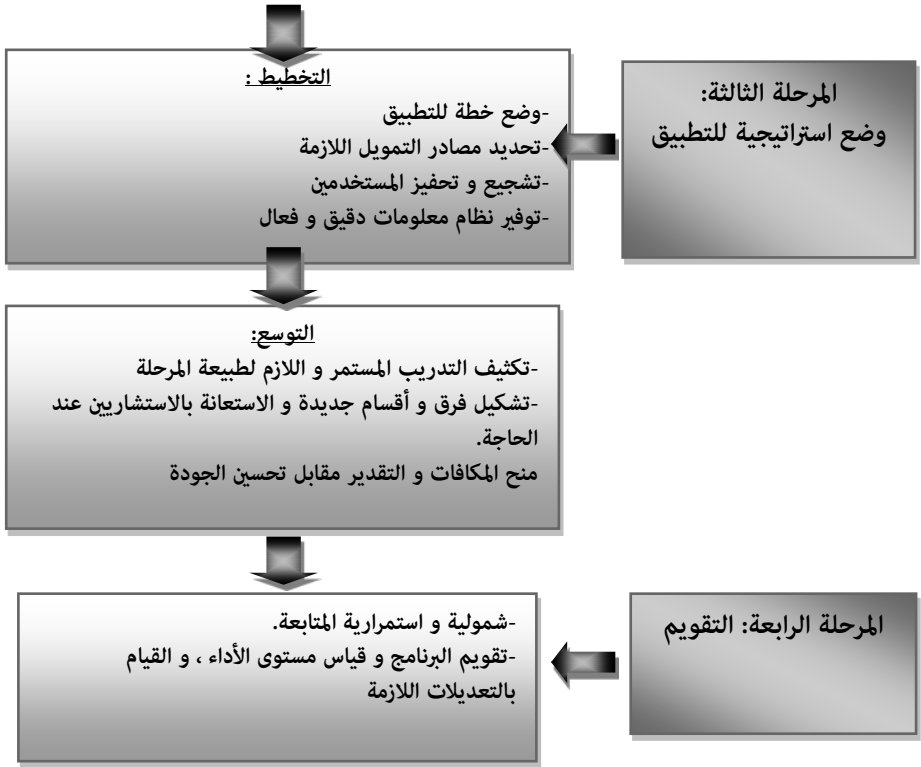 المرحلة الثالثة:
وضع استراتيجية للتطبيق
التخطيط :
-وضع خطة للتطبيق
-تحديد مصادر التمويل اللازمة
-تشجيع و تحفيز المستخدمين
-توفير نظام معلومات دقيق و فعال
التوسع:
-تكثيف التدريب المستمر و اللازم لطبيعة المرحلة
-تشكيل فرق و أقسام جديدة و الاستعانة بالاستشاريين عند
الحاجة.
منح المكافات و التقدير مقابل تحسين الجودة
المرحلة الرابعة: التقويم
-شمولية و استمرارية المتابعة.
-تقويم البرنامج و قياس مستوى الأداء ، و القيام
بالتعديلات اللازمة